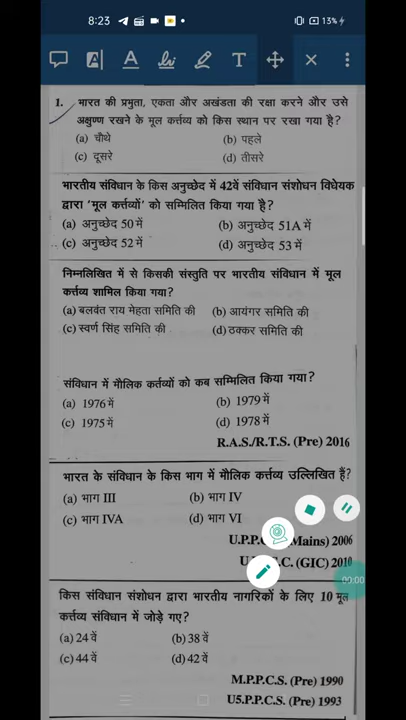 8:23
13%
1. भारत की प्रभुता, एकता और अखंडता की रक्षा करने और उसे
अक्षुण्ण रखने के मूल कर्त्तव्य को किस स्थान पर रखा गया है?
(a) चौथे (b) पहले
(c) दूसरे (d) तीसरे
भारतीय संविधान के किस अनुच्छेद में 42वें संविधान संशोधन विधेयक
द्वारा 'मूल कर्त्तव्यों' को सम्मिलित किया गया है?
(a) अनुच्छेद 50 में (b) अनुच्छेद 51A में
(c) अनुच्छेद 52 में (d) अनुच्छेद 53 में
निम्नलिखित में से किसकी संस्तुति पर भारतीय संविधान में मूल
कर्त्तव्य शामिल किया गया?
(a) बलवंत राय मेहता समिति की (b) आयंगर समिति की
(c) स्वर्ण सिंह समिति की (d) ठक्कर समिति की
संविधान में मौलिक कर्तव्यों को कब सम्मिलित किया गया?
(a) 1976 में (b) 1979 में
(c) 1975 में (d) 1978 में
R.A.S./R.T.S. (Pre) 2016
भारत के संविधान के किस भाग में मौलिक कर्त्तव्य उल्लिखित हैं?
(a) भाग III (b) भाग IV
(c) भाग IVA (d) भाग VI
U.P.P.C. (Mains) 2006
.C. (GIC) 2010
00:00
किस संविधान संशोधन द्वारा भारतीय नागरिकों के लिए 10 मूल
कर्त्तव्य संविधान में जोड़े गए?
(a) 24 वें (b) 38 वें
(c) 44 वें (d) 42 वें
M.P.P.C.S. (Pre) 1990
U5.P.P.C.S. (Pre) 1993